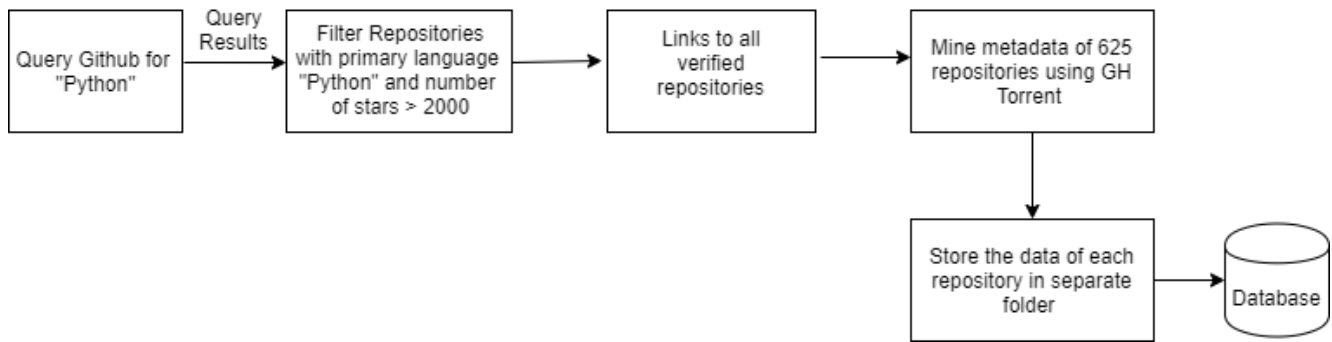 Query Github for
"Python"
Query
Results
Filter Repositories
with primary language
"Python" and number
of stars > 2000
Links to all
verified
repositories
Mine metadata of 625
repositories using GH
Torrent
Store the data of each
repository in separate
folder
Database